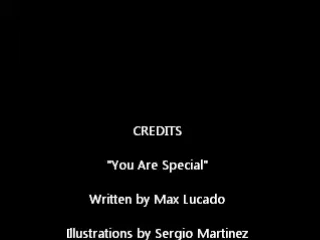 CREDITS
"You Are Special"
Written by Max Lucado
Illustrations by Sergio Martinez